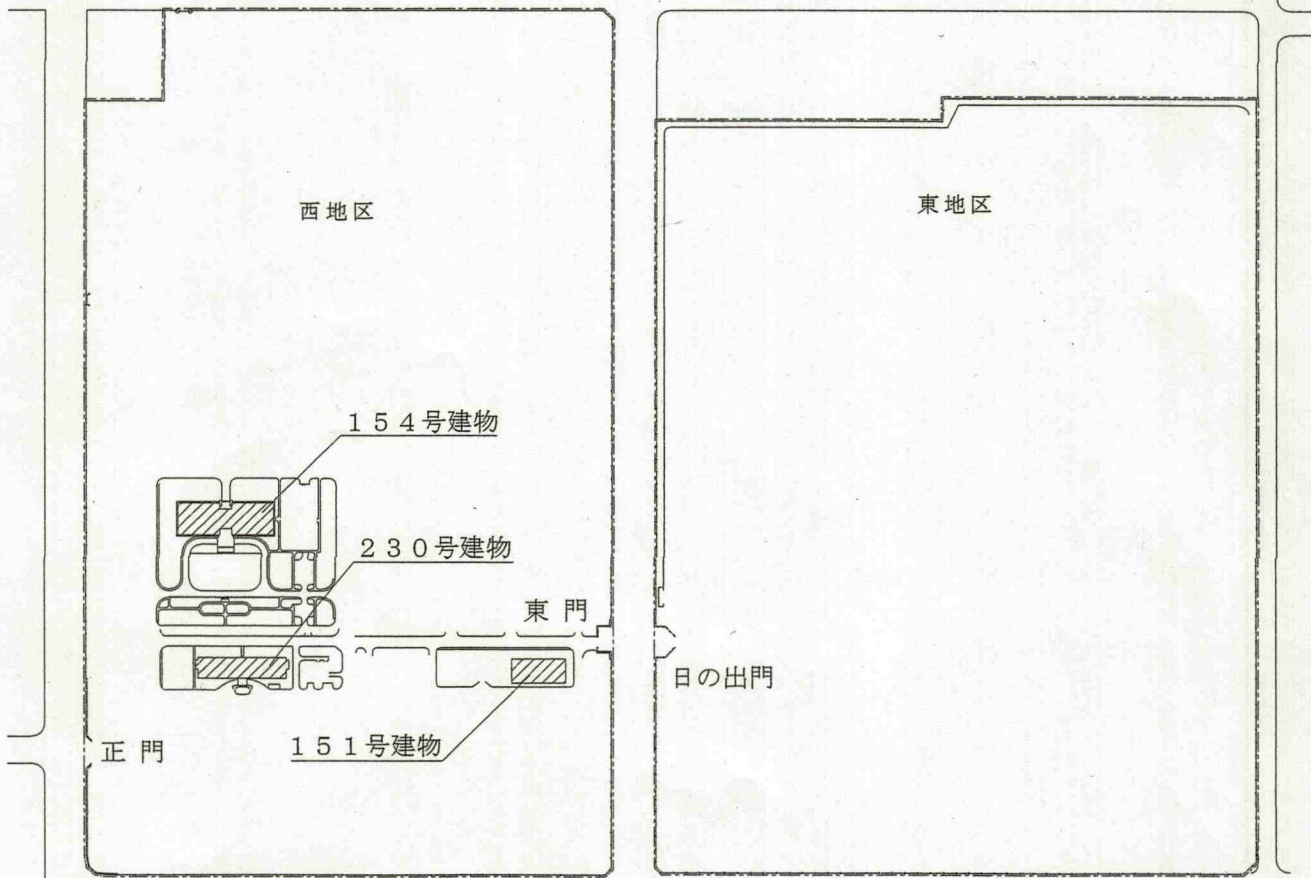 西地区
東地区
１５４号建物
２３０号建物
東 門
日の出門
正 門
１５１号建物